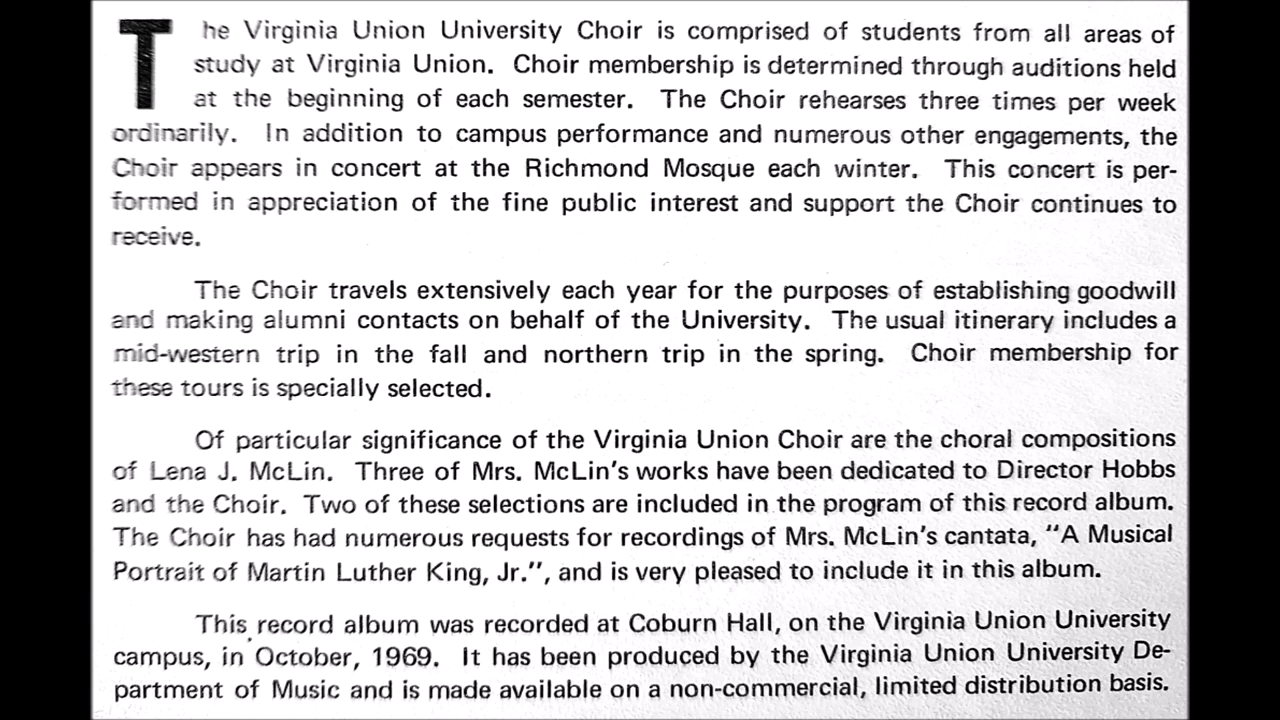 The Virginia Union University Choir is comprised of students from all areas of
study at Virginia Union. Choir membership is determined through auditions held
at the beginning of each semester. The Choir rehearses three times per week
ordinarily. In addition to campus performance and numerous other engagements, the
Choir appears in concert at the Richmond Mosque each winter. This concert is per-
formed in appreciation of the fine public interest and support the Choir continues to
receive.
The Choir travels extensively each year for the purposes of establishing goodwill
and making alumni contacts on behalf of the University. The usual itinerary includes a
mid-western trip in the fall and northern trip in the spring. Choir membership for
these tours is specially selected.
Of particular significance of the Virginia Union Choir are the choral compositions
of Lena J. McLin. Three of Mrs. McLin's works have been dedicated to Director Hobbs
and the Choir. Two of these selections are included in the program of this record album.
The Choir has had numerous requests for recordings of Mrs. McLin's cantata, "A Musical
Portrait of Martin Luther King, Jr.", and is very pleased to include it in this album.
This record album was recorded at Coburn Hall, on the Virginia Union University
campus, in October, 1969. It has been produced by the Virginia Union University De-
partment of Music and is made available on a non-commercial, limited distribution basis.